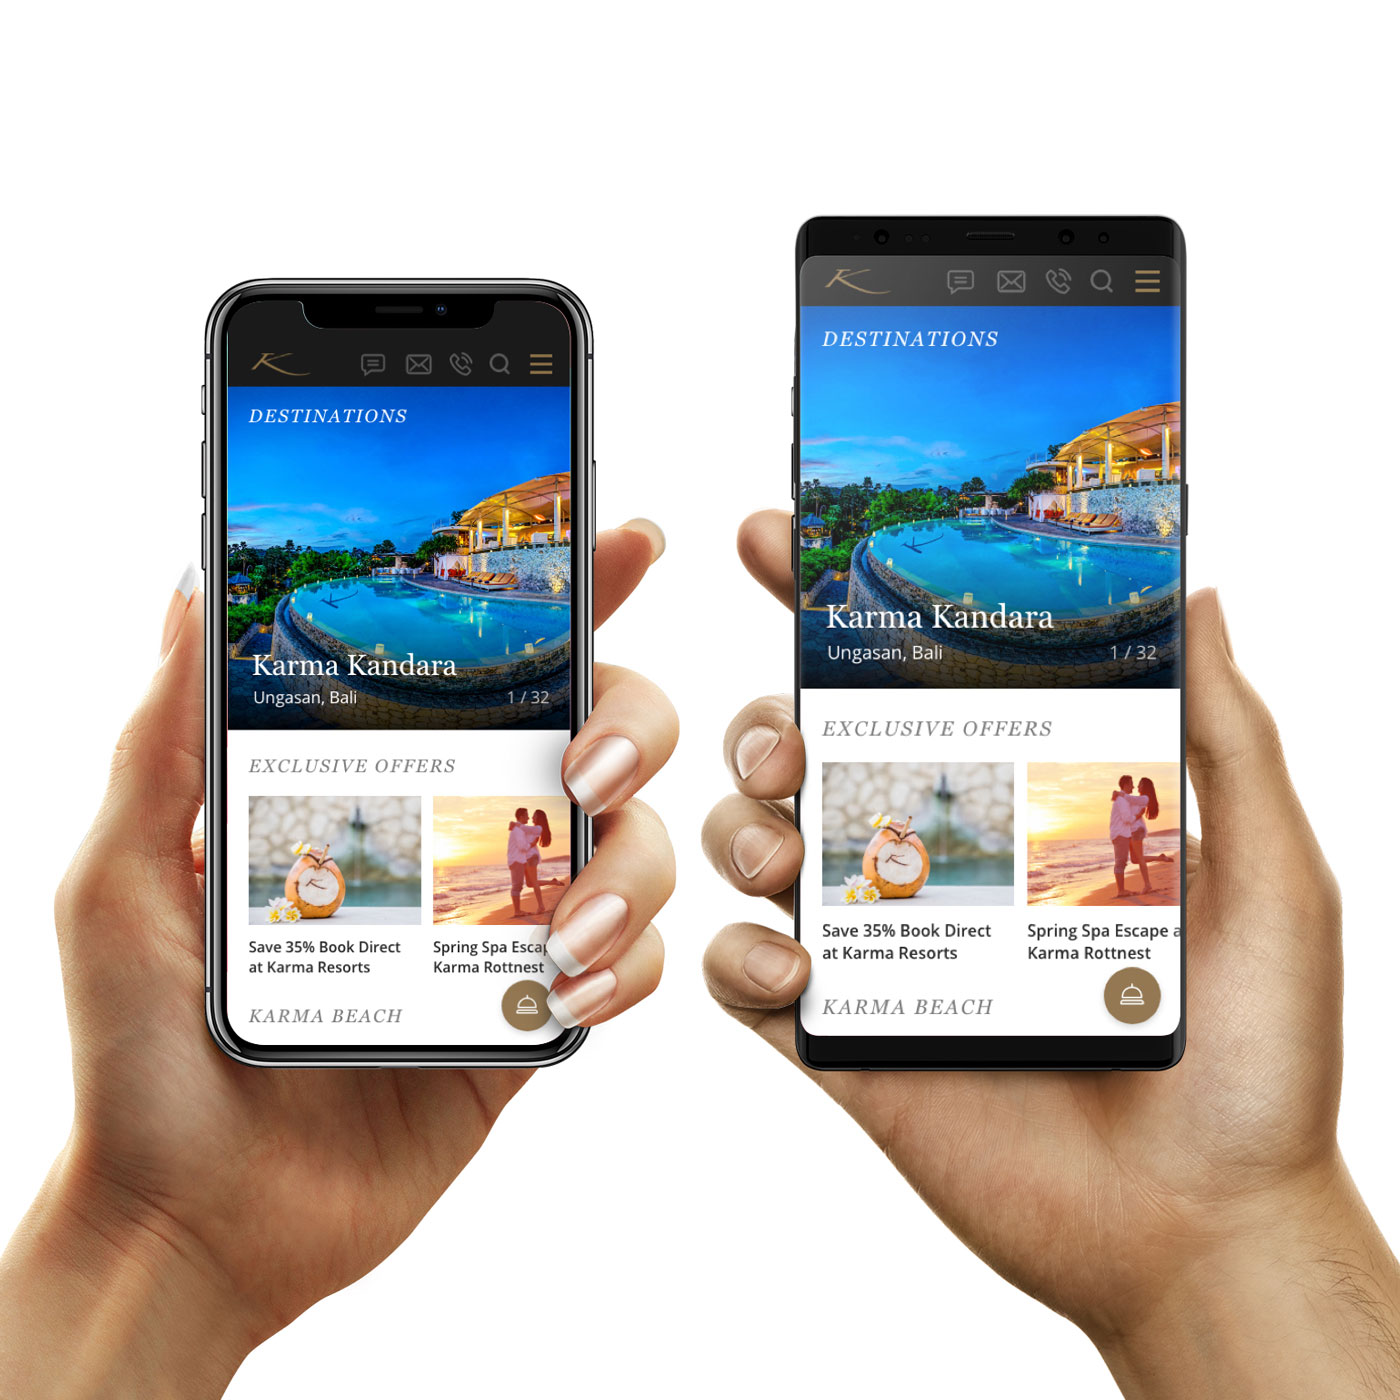 DESTINATIONS
Karma Kandara
Ungasan, Bali
1 / 32
EXCLUSIVE OFFERS
Save 35% Book Direct
at Karma Resorts
Spring Spa Escap
Karma Rottnest
KARMA BEACH
DESTINATIONS
Karma Kandara
Ungasan, Bali
1 / 32
EXCLUSIVE OFFERS
Save 35% Book Direct
at Karma Resorts
Spring Spa Escape a
Karma Rottnest
KARMA BEACH